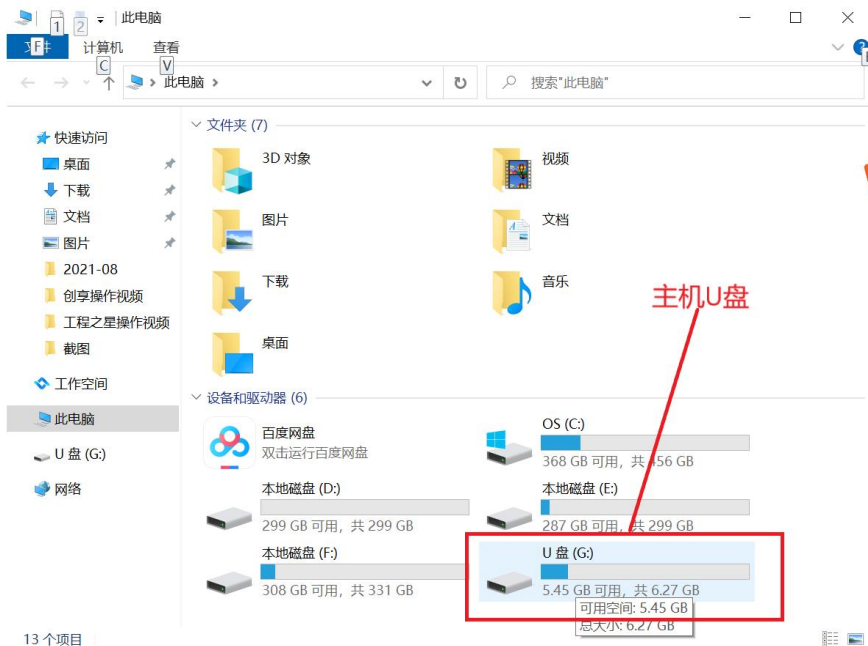 1 2 此电脑
文件 F 计算机 查看
C V
此电脑 搜索"此电脑"
快速访问
桌面
下载
文档
图片
2021-08
创享操作视频
工程之星操作视频
截图
工作空间
此电脑
U 盘 (G:)
网络
文件夹 (7)
3D 对象
视频
图片
文档
下载
音乐
桌面
主机U盘
设备和驱动器 (6)
百度网盘
双击运行百度网盘
OS (C:)
368 GB 可用，共 456 GB
本地磁盘 (D:)
299 GB 可用，共 299 GB
本地磁盘 (E:)
287 GB 可用，共 299 GB
本地磁盘 (F:)
308 GB 可用，共 331 GB
U 盘 (G:)
5.45 GB 可用，共 6.27 GB
可用空间: 5.45 GB
总大小: 6.27 GB
13 个项目